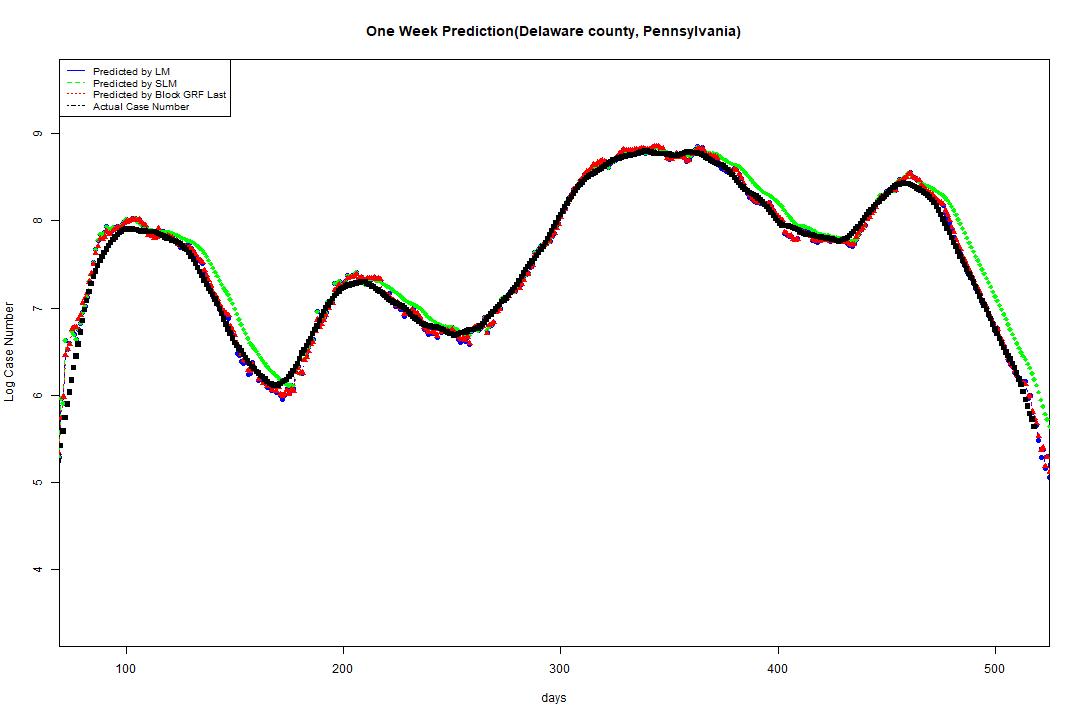 One Week Prediction(Delaware county, Pennsylvania)
Predicted by LM
Predicted by SLM
Predicted by Block GRF Last
Actual Case Number
9
8
7
6
5
4
Log Case Number
100 200 300 400 500
days